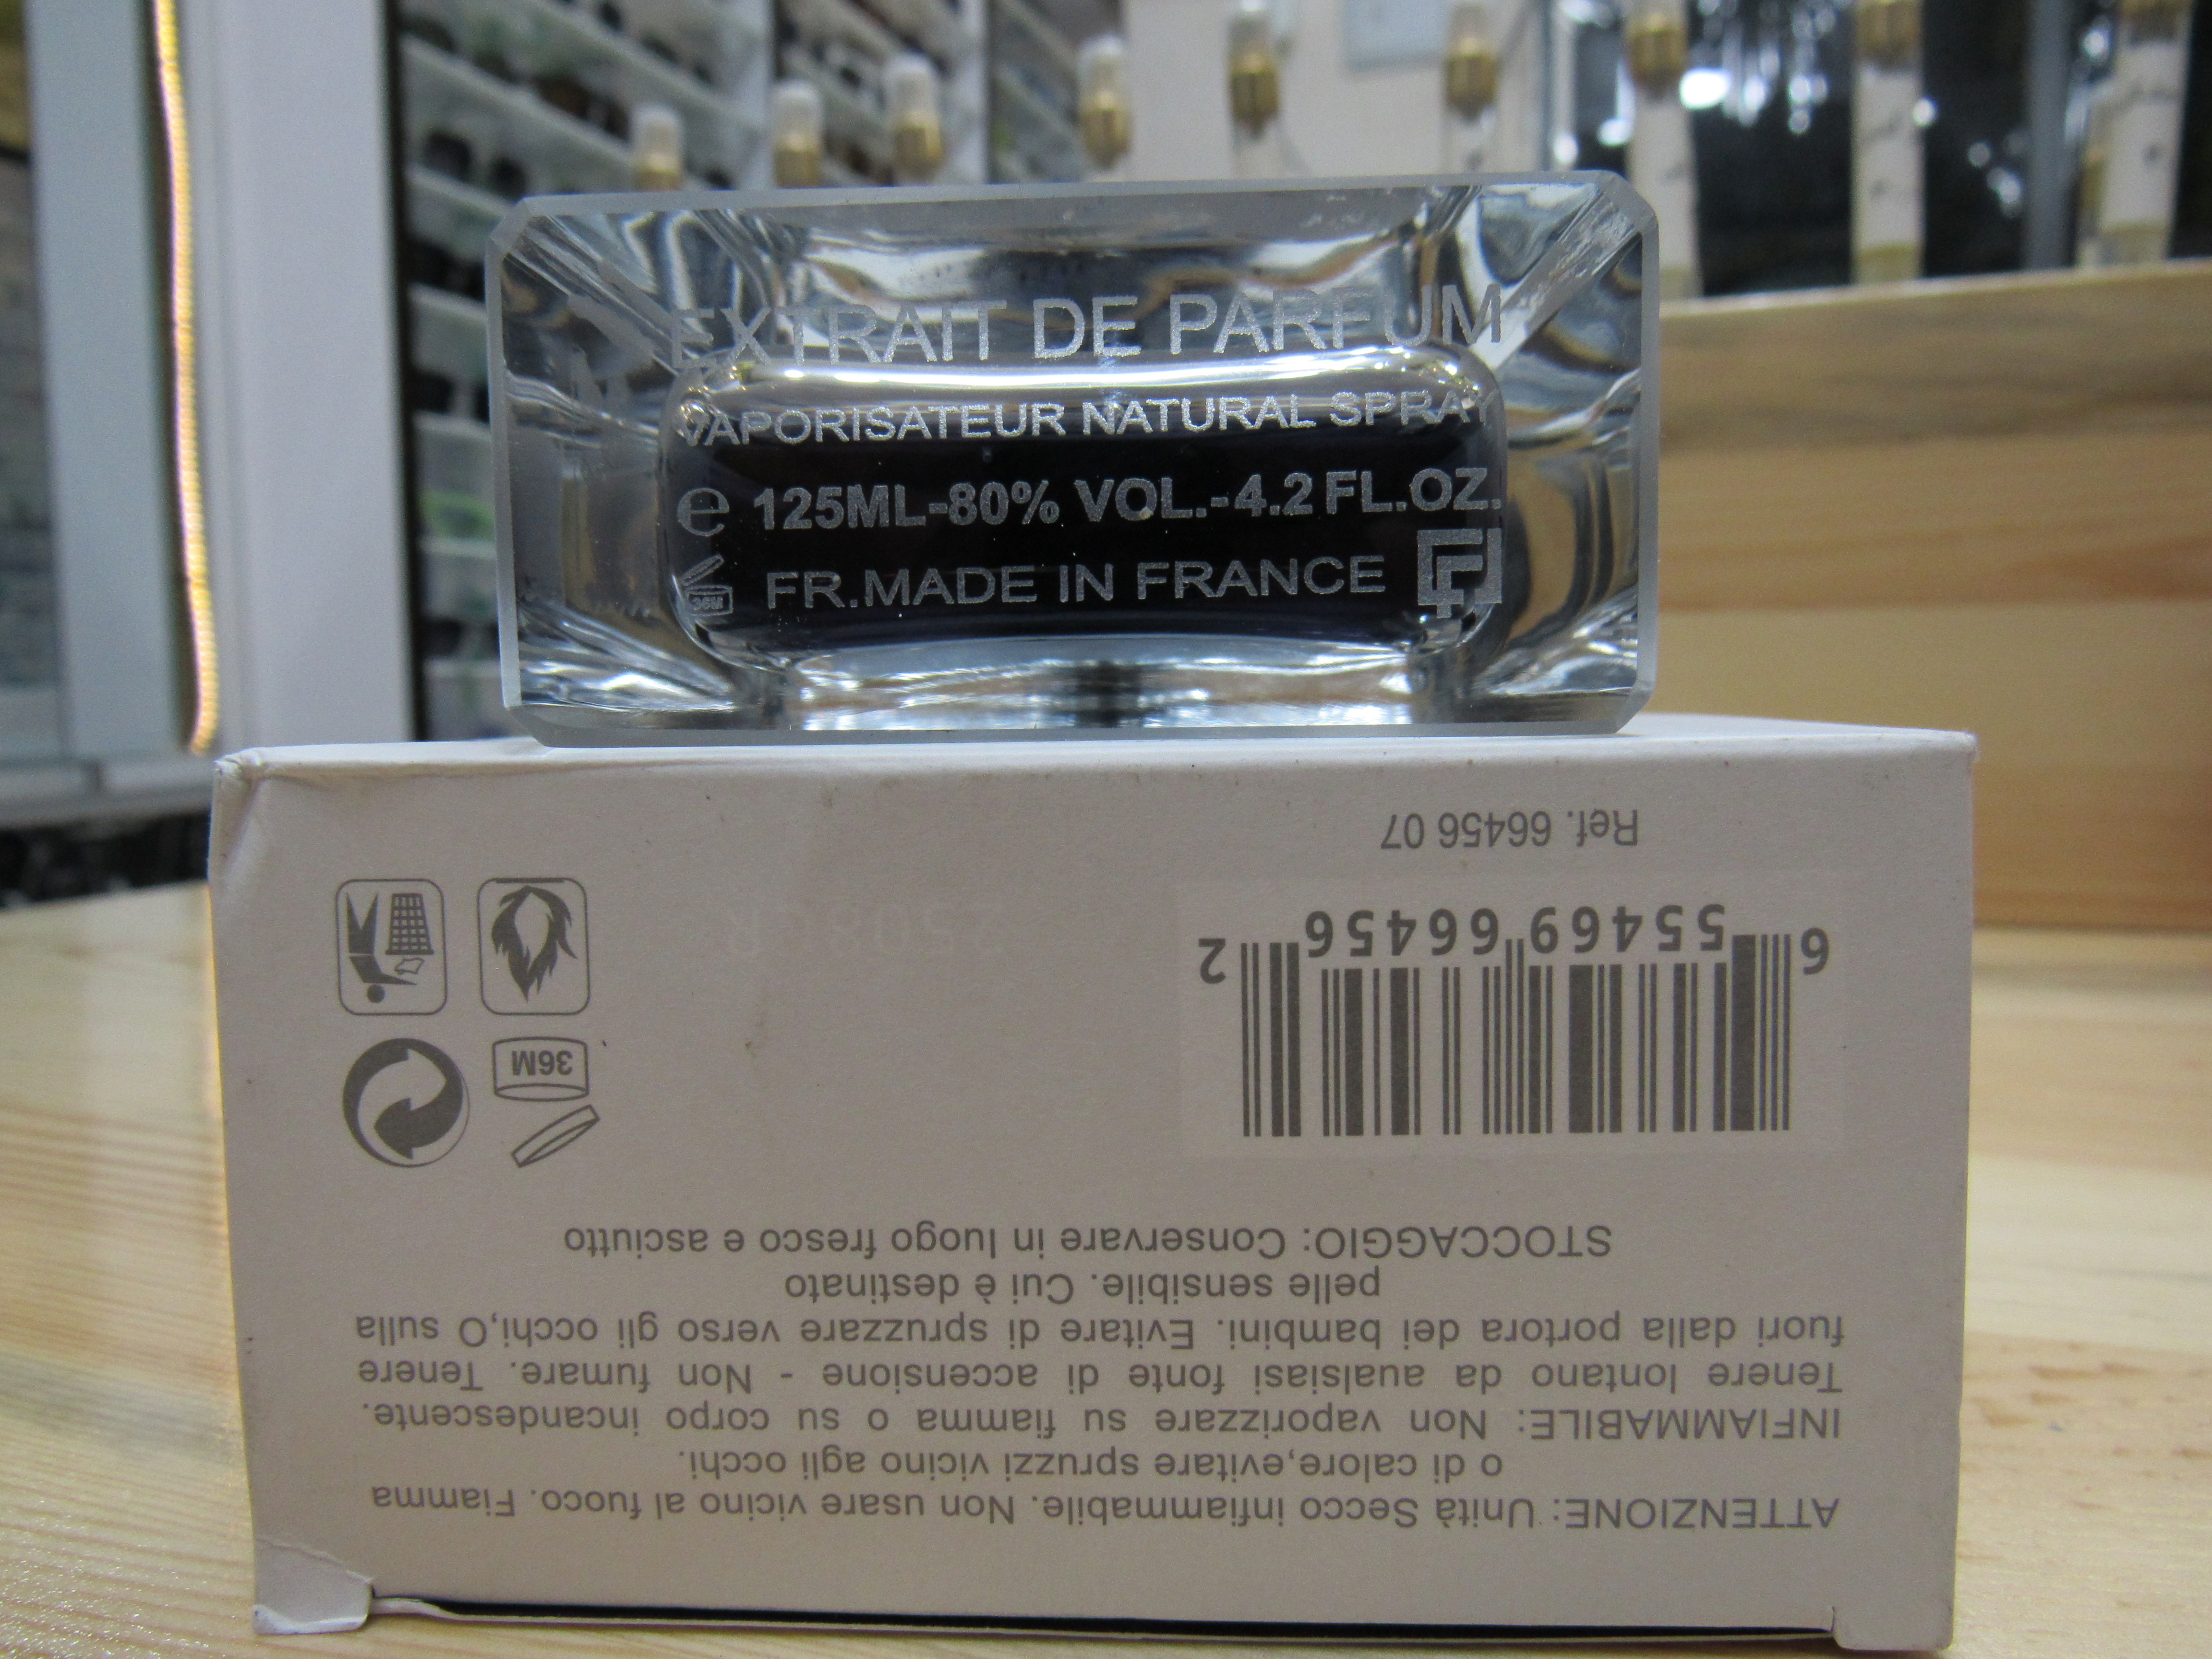 EXTRAIT DE PARFUM
VAPORISATEUR NATURAL SPRAY
e 125ML-80% VOL.-4.2 FL.OZ.
36M FR.MADE IN FRANCE
ATTENZIONE: Unità Secco infiammabile. Non usare vicino al fuoco. Fiamma
o di calore,evitare spruzzi vicino agli occhi.
INFIAMMABILE: Non vaporizzare su fiamma o su corpo incandescente.
Tenere lontano da qualsiasi fonte di accensione - Non fumare. Tenere
fuori dalla portora dei bambini. Evitare di spruzzare verso gli occhi,O sulla
pelle sensibile. Cui è destinato
STOCCAGGIO: Conservare in luogo fresco e asciutto
36M
6 55469 66456 2
Ref. 66456 07